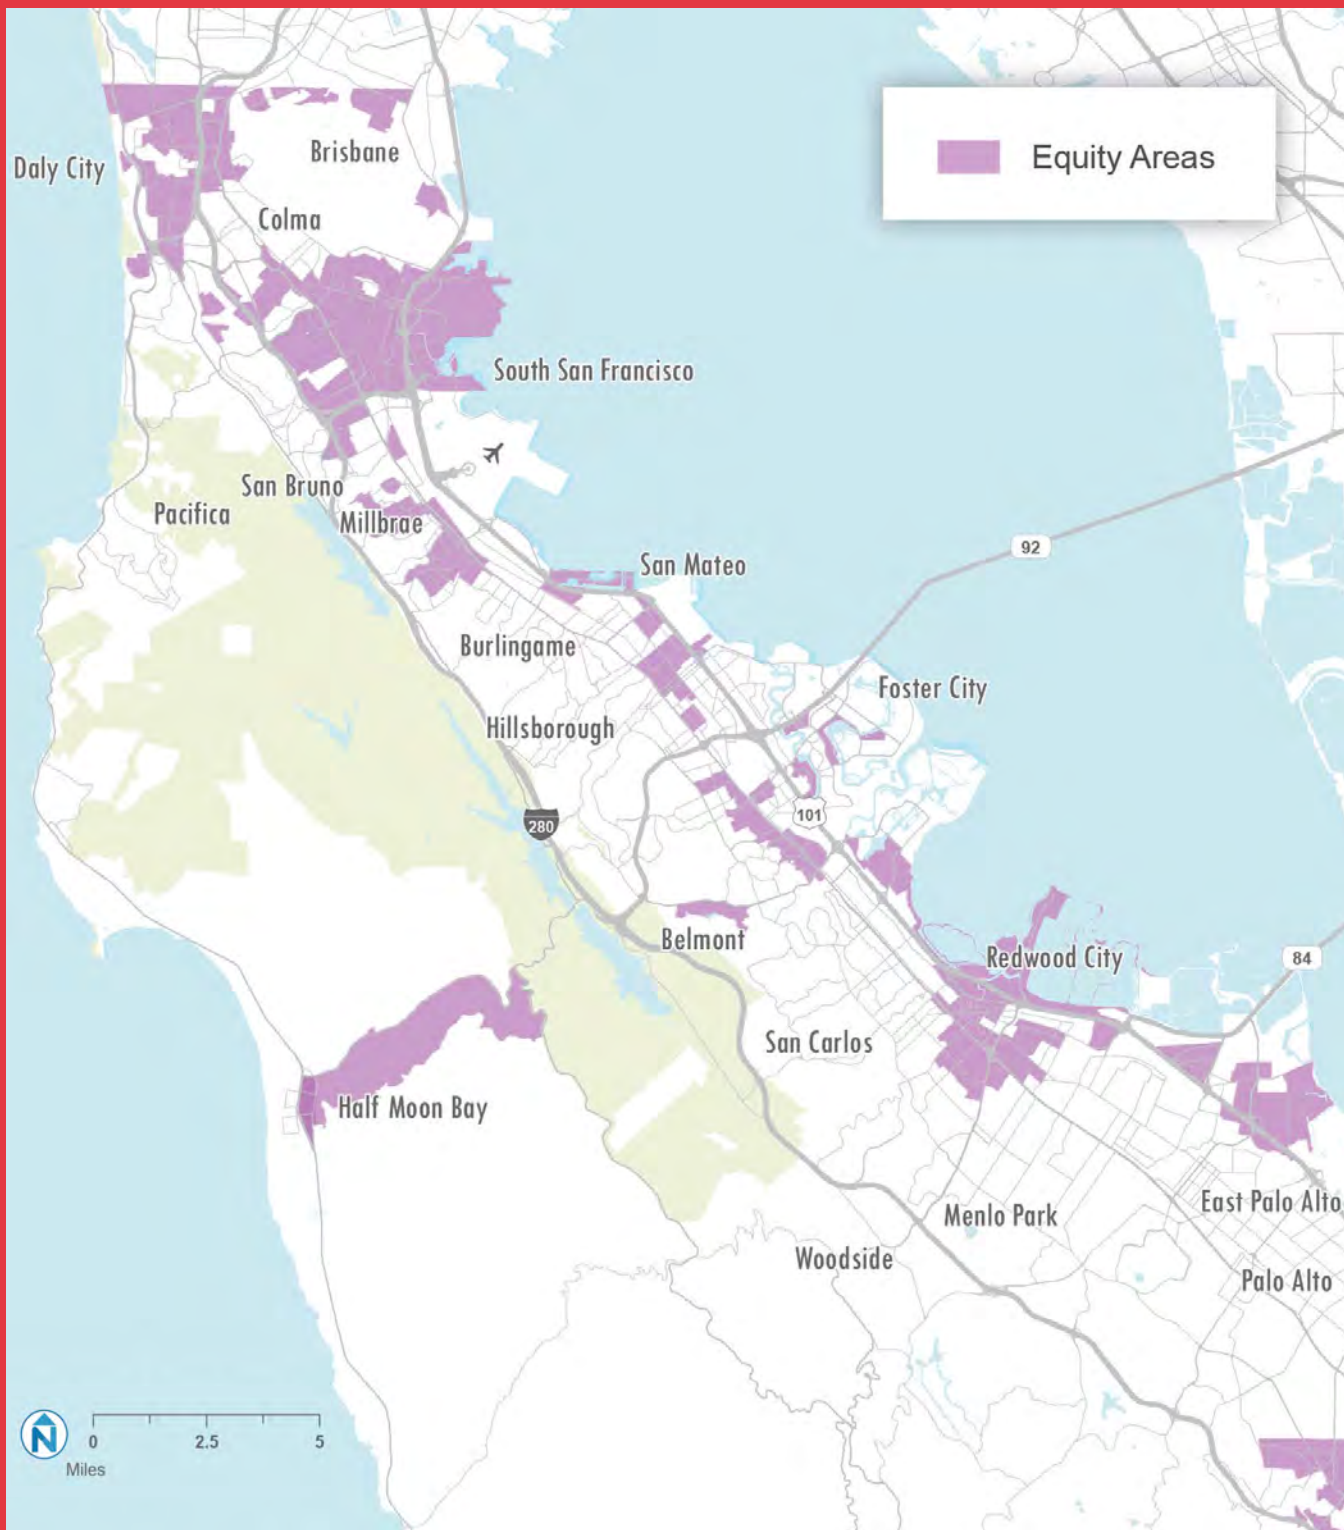 Equity Areas
Brisbane
Daly City
Colma
South San Francisco
San Bruno
Pacifica
Millbrae
92
San Mateo
Burlingame
Foster City
Hillsborough
101
280
Belmont
Redwood City
84
San Carlos
Half Moon Bay
East Palo Alto
Menlo Park
Woodside
Palo Alto
N
0 2.5 5
Miles